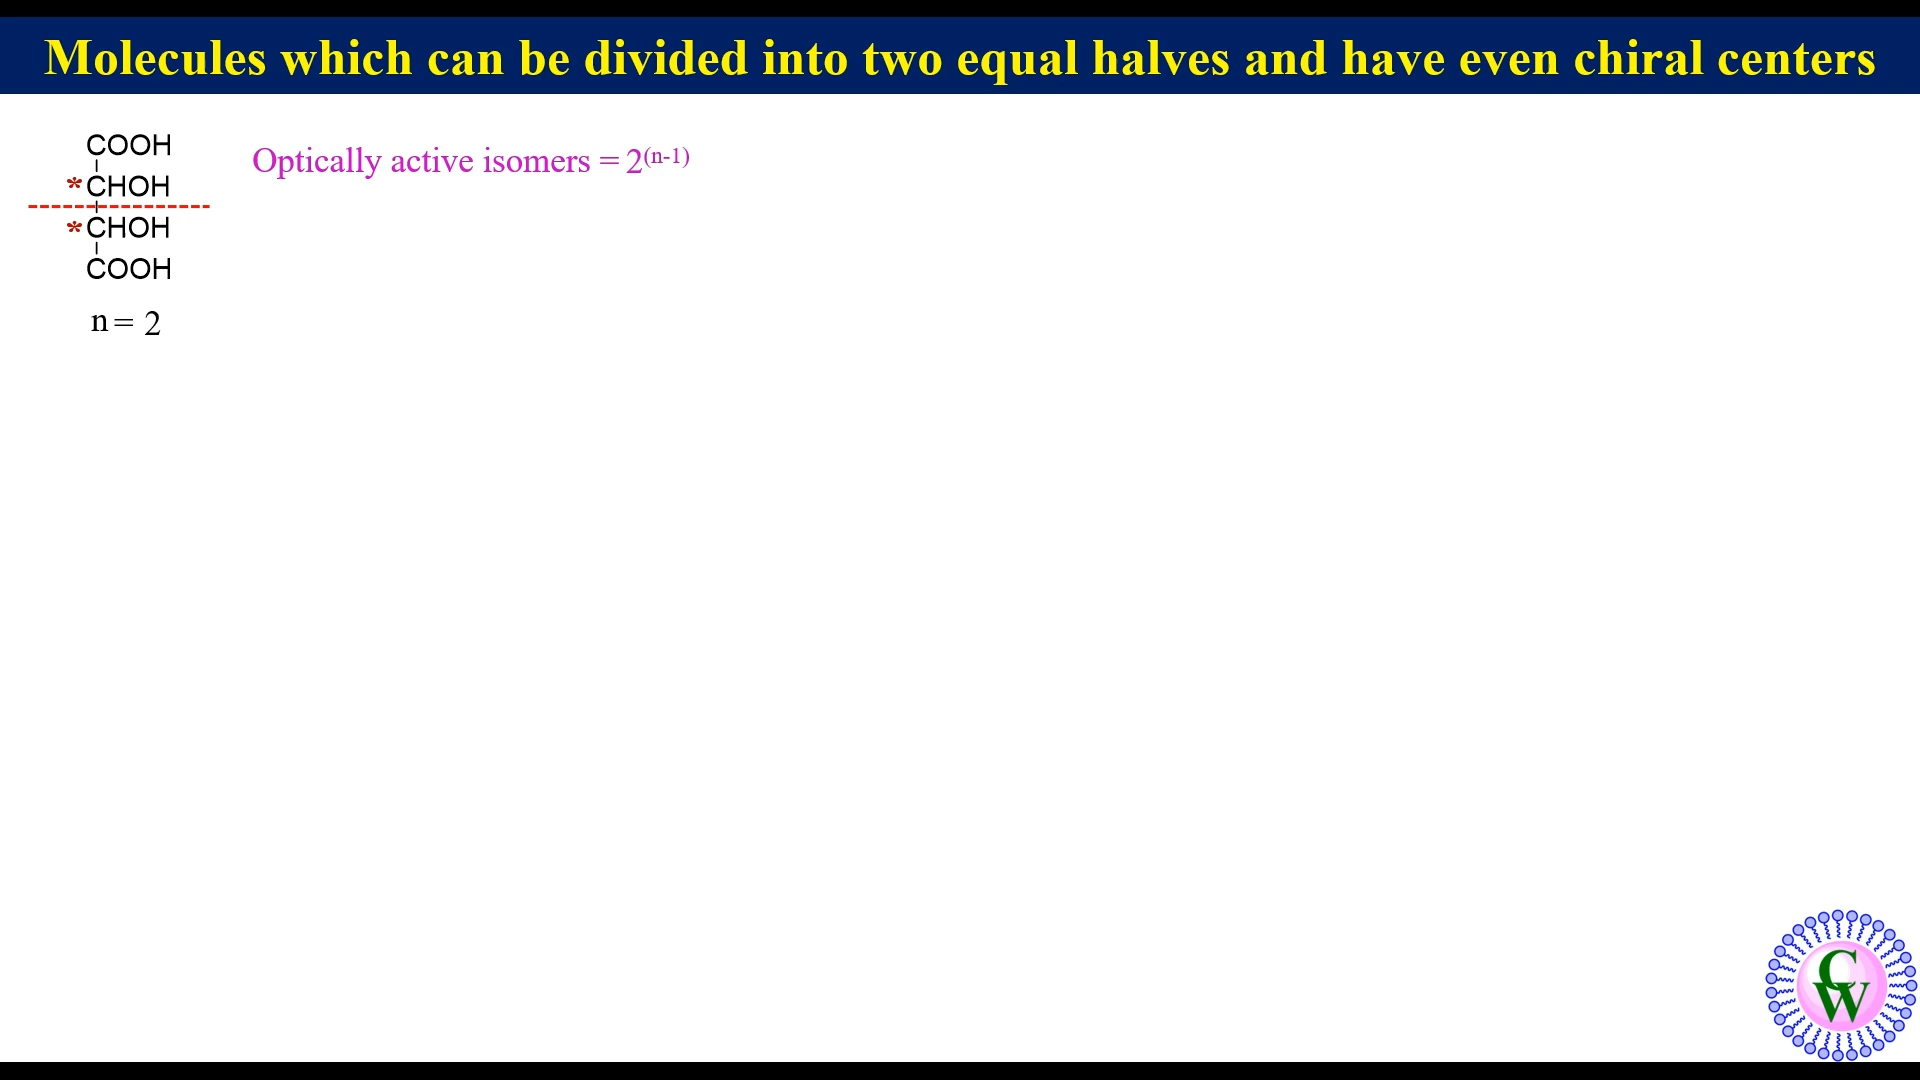 Molecules which can be divided into two equal halves and have even chiral centers
COOH
*CHOH
*CHOH
COOH
n = 2
Optically active isomers = 2(n-1)
CW